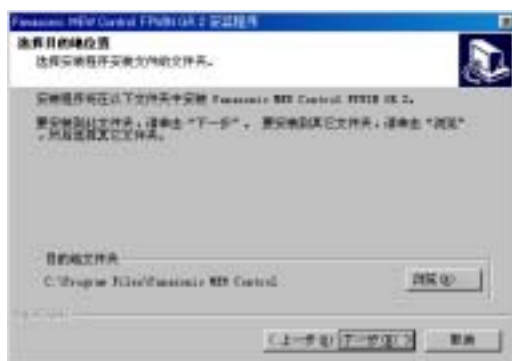 Panasonic MEW Control FPWIN GR 2 安装程序
选择目的地位置
选择安装程序安装文件的文件夹。
安装程序将在以下文件夹中安装 Panasonic MEW Control FPWIN GR 2。
要安装到此文件夹，请单击“下一步”。 要安装到其它文件夹，请单击“浏览”
，然后选择其它文件夹。
目的地文件夹
C:\Program Files\Panasonic MEW Control
浏览(R)
<上一步(B)
下一步(N) >
取消